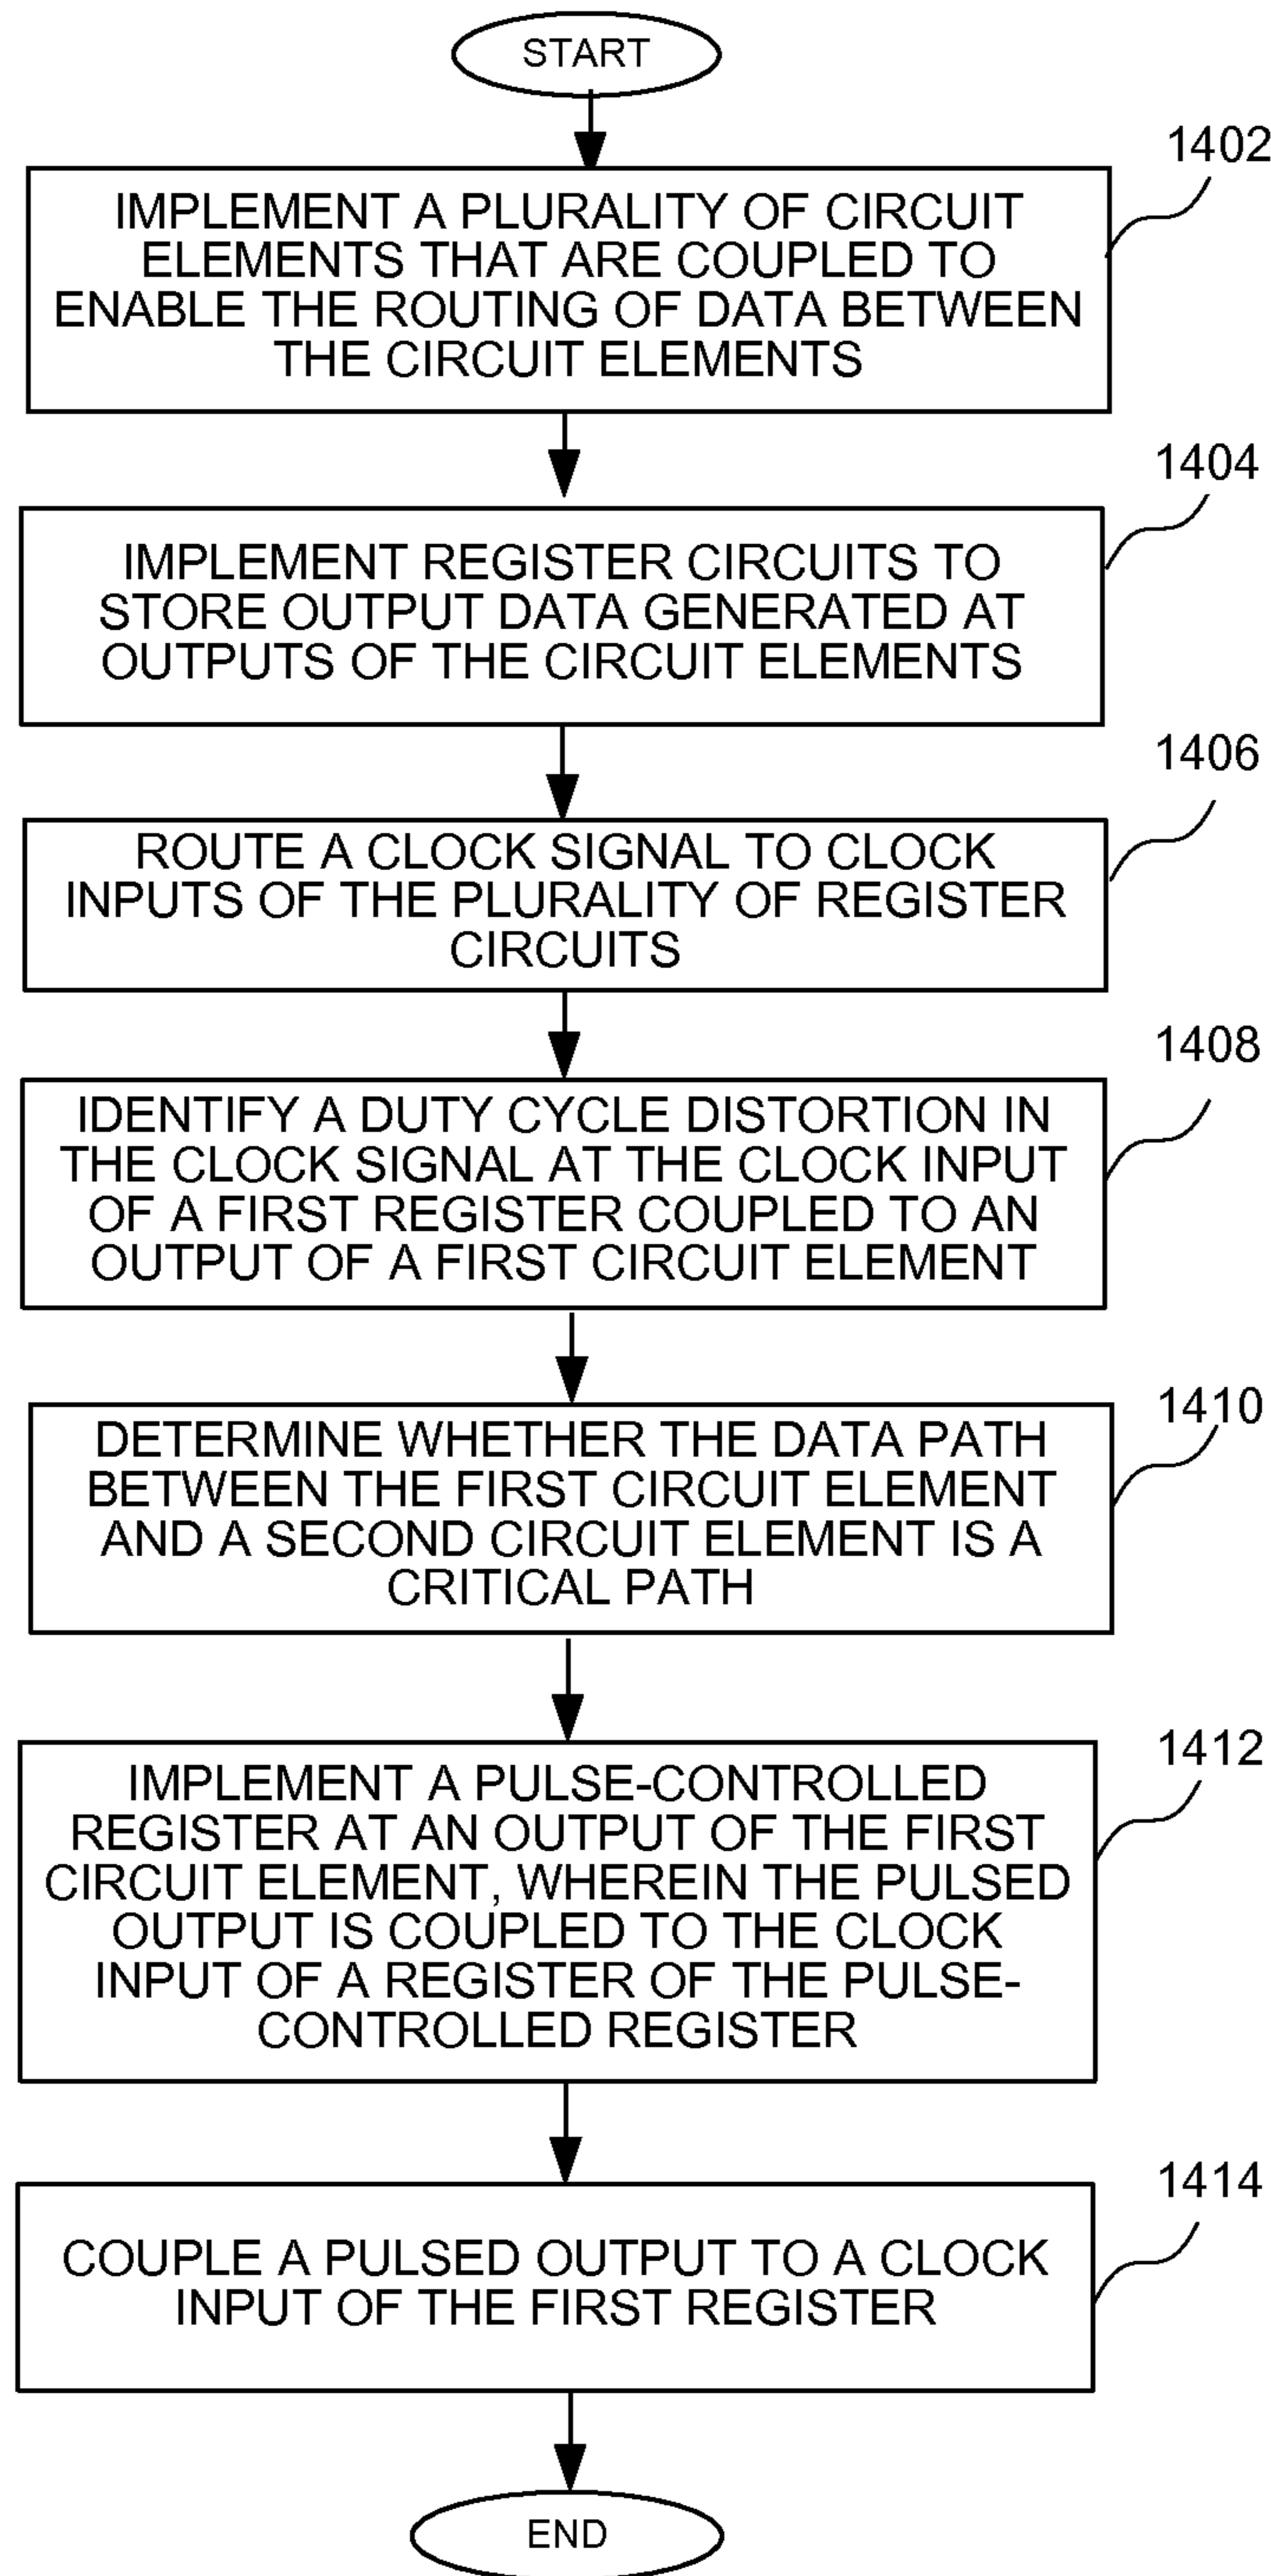 START
1402
IMPLEMENT A PLURALITY OF CIRCUIT
ELEMENTS THAT ARE COUPLED TO
ENABLE THE ROUTING OF DATA BETWEEN
THE CIRCUIT ELEMENTS
1404
IMPLEMENT REGISTER CIRCUITS TO
STORE OUTPUT DATA GENERATED AT
OUTPUTS OF THE CIRCUIT ELEMENTS
1406
ROUTE A CLOCK SIGNAL TO CLOCK
INPUTS OF THE PLURALITY OF REGISTER
CIRCUITS
1408
IDENTIFY A DUTY CYCLE DISTORTION IN
THE CLOCK SIGNAL AT THE CLOCK INPUT
OF A FIRST REGISTER COUPLED TO AN
OUTPUT OF A FIRST CIRCUIT ELEMENT
1410
DETERMINE WHETHER THE DATA PATH
BETWEEN THE FIRST CIRCUIT ELEMENT
AND A SECOND CIRCUIT ELEMENT IS A
CRITICAL PATH
1412
IMPLEMENT A PULSE-CONTROLLED
REGISTER AT AN OUTPUT OF THE FIRST
CIRCUIT ELEMENT, WHEREIN THE PULSED
OUTPUT IS COUPLED TO THE CLOCK
INPUT OF A REGISTER OF THE PULSE-
CONTROLLED REGISTER
1414
COUPLE A PULSED OUTPUT TO A CLOCK
INPUT OF THE FIRST REGISTER
END